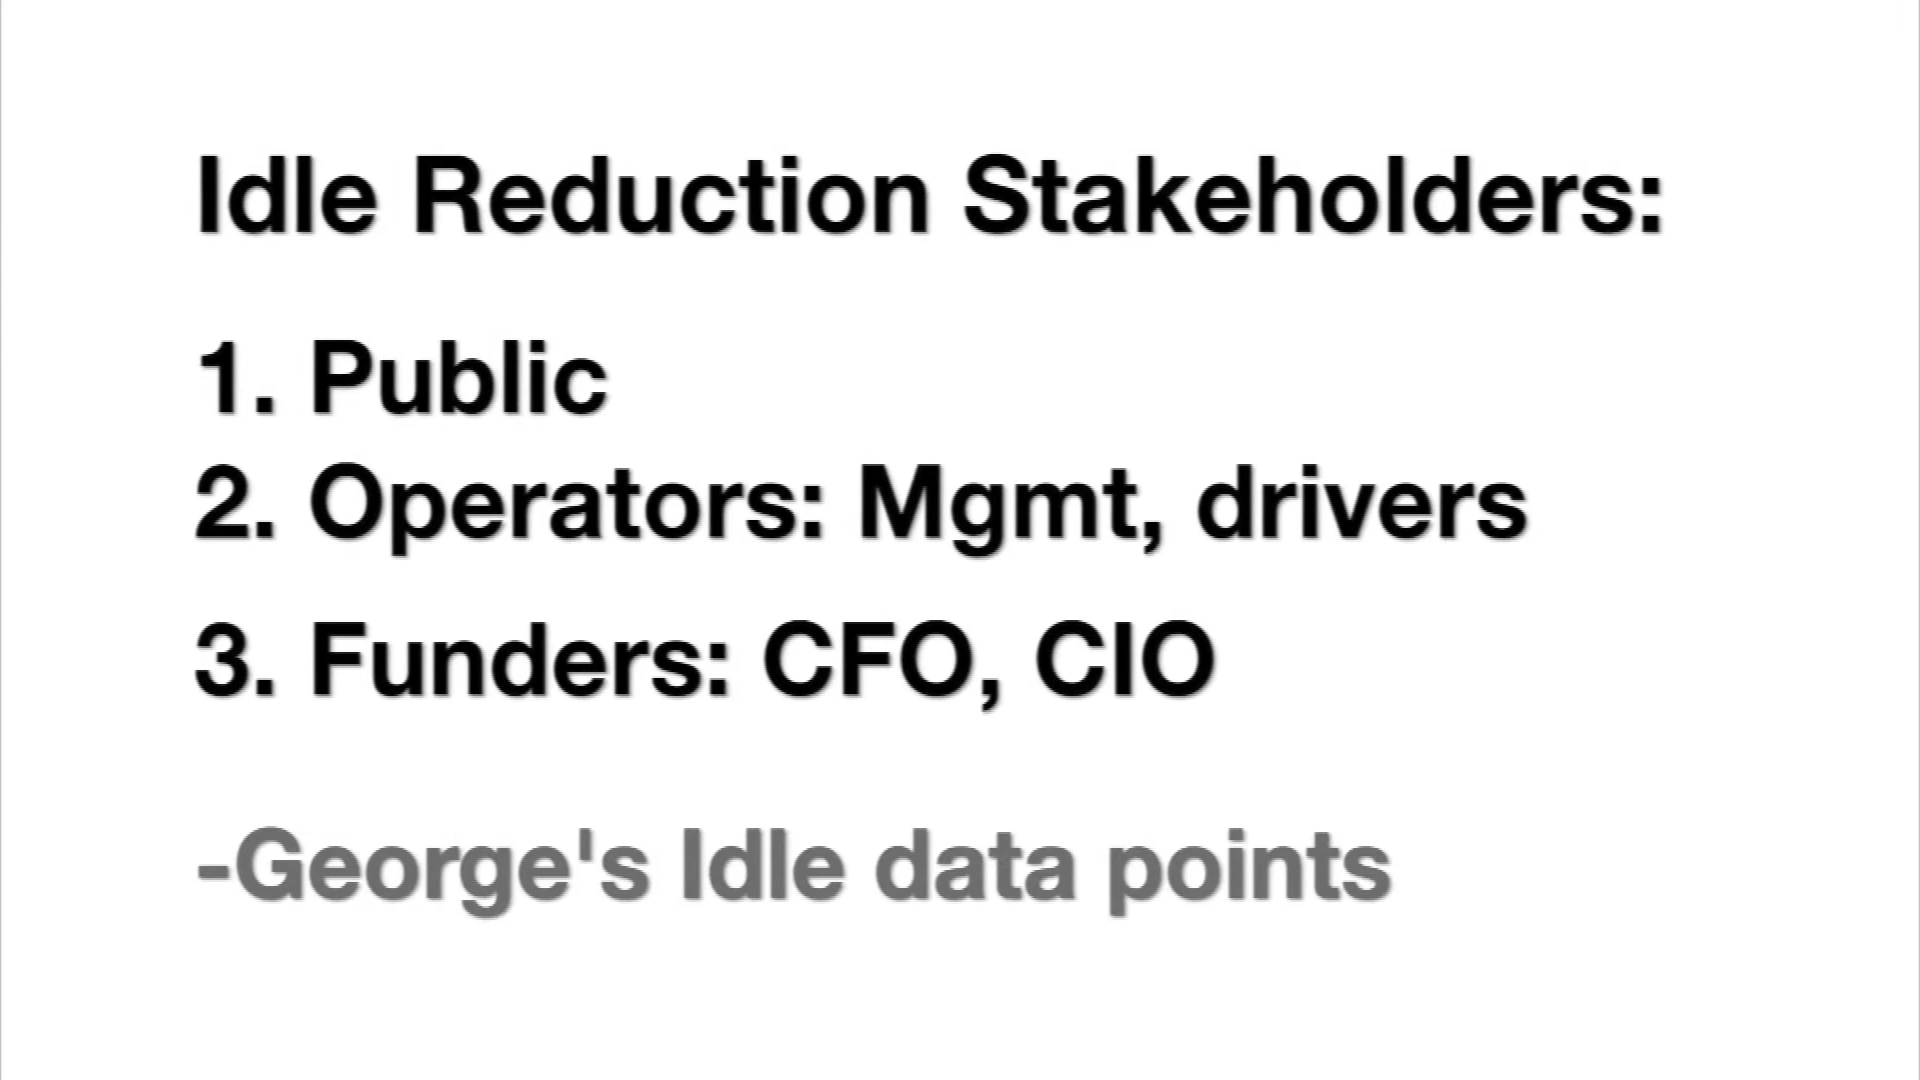 Idle Reduction Stakeholders:
1. Public
2. Operators: Mgmt, drivers
3. Funders: CFO, CIO
-George's Idle data points